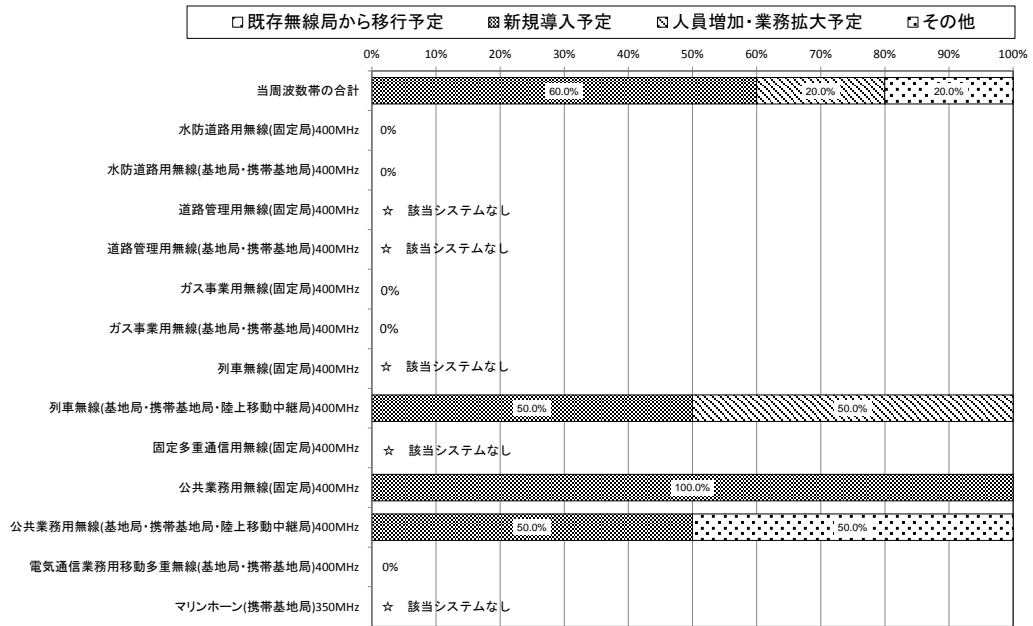 既存無線局から移行予定 新規導入予定 人員増加・業務拡大予定 その他
0% 10% 20% 30% 40% 50% 60% 70% 80% 90% 100%
当周波数帯の合計 60.0% 20.0% 20.0%
水防道路用無線(固定局)400MHz 0%
水防道路用無線(基地局・携帯基地局)400MHz 0%
道路管理用無線(固定局)400MHz ☆ 該当システムなし
道路管理用無線(基地局・携帯基地局)400MHz ☆ 該当システムなし
ガス事業用無線(固定局)400MHz 0%
ガス事業用無線(基地局・携帯基地局)400MHz 0%
列車無線(固定局)400MHz ☆ 該当システムなし
列車無線(基地局・携帯基地局・陸上移動中継局)400MHz 50.0% 50.0%
固定多重通信用無線(固定局)400MHz ☆ 該当システムなし
公共業務用無線(固定局)400MHz 100.0%
公共業務用無線(基地局・携帯基地局・陸上移動中継局)400MHz 50.0% 50.0%
電気通信業務用移動多重無線(基地局・携帯基地局)400MHz 0%
マリンホーン(携帯基地局)350MHz ☆ 該当システムなし